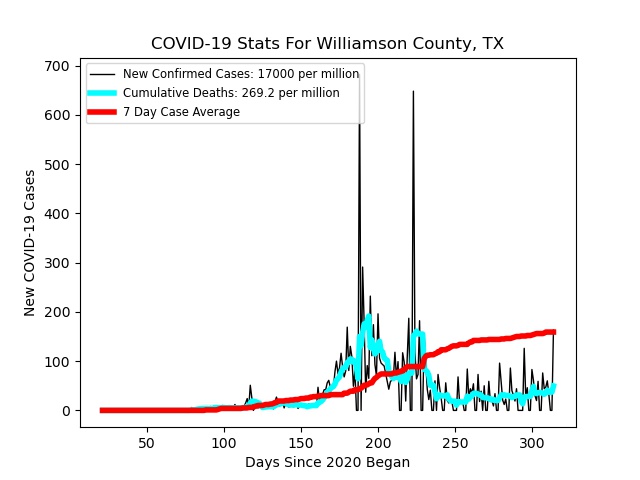 COVID-19 Stats For Williamson County, TX
New COVID-19 Cases
700
600
500
400
300
200
100
0
New Confirmed Cases: 17000 per million
Cumulative Deaths: 269.2 per million
7 Day Case Average
50 100 150 200 250 300
Days Since 2020 Began